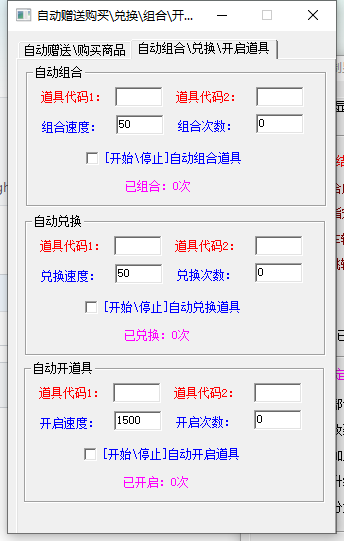 自动赠送购买\兑换\组合\开...
自动赠送\购买商品 自动组合\兑换\开启道具
自动组合
道具代码1: 道具代码2:
组合速度: 50 组合次数: 0
[开始\停止]自动组合道具
已组合:0次
自动兑换
道具代码1: 道具代码2:
兑换速度: 50 兑换次数: 0
[开始\停止]自动兑换道具
已兑换:0次
自动开道具
道具代码1: 道具代码2:
开启速度: 1500 开启次数: 0
[开始\停止]自动开启道具
已开启:0次